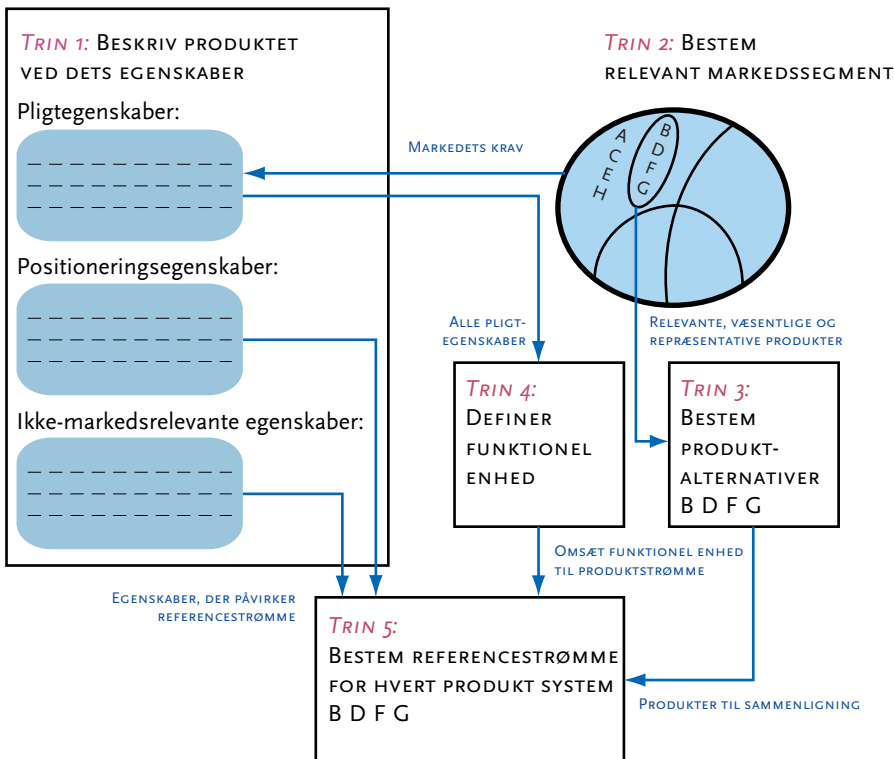 Trin 1: Beskriv produktet
ved dets egenskaber
Pligtegenskaber:
Positioneringsegenskaber:
Ikke-markedsrelevante egenskaber:
Trin 2: Bestem
relevant markedssegment
A C E H
B D F G
Markedets krav
Alle pligt-
egenskaber
Relevante, væsentlige og
repræsentative produkter
Trin 4:
Definer
funktionel
enhed
Trin 3:
Bestem
produkt-
alternativer
B D F G
Omsæt funktionel enhed
til produktstrømme
Egenskaber, der påvirker
referencestrømme
Trin 5:
Bestem referencestrømme
for hvert produkt system
B D F G
Produkter til sammenligning